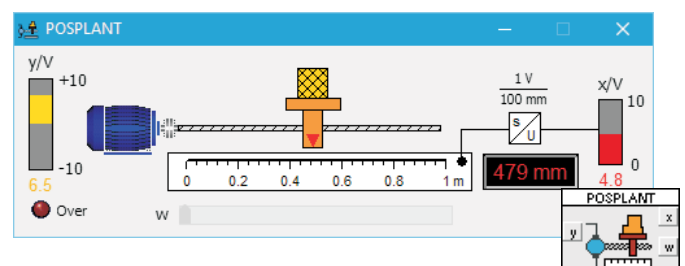 POSPLANT
y/V
+10
-10
6.5
Over
w
0 0.2 0.4 0.6 0.8 1 m
1 V
100 mm
S
U
479 mm
x/V
10
0
4.8
POSPLANT
y
x
w